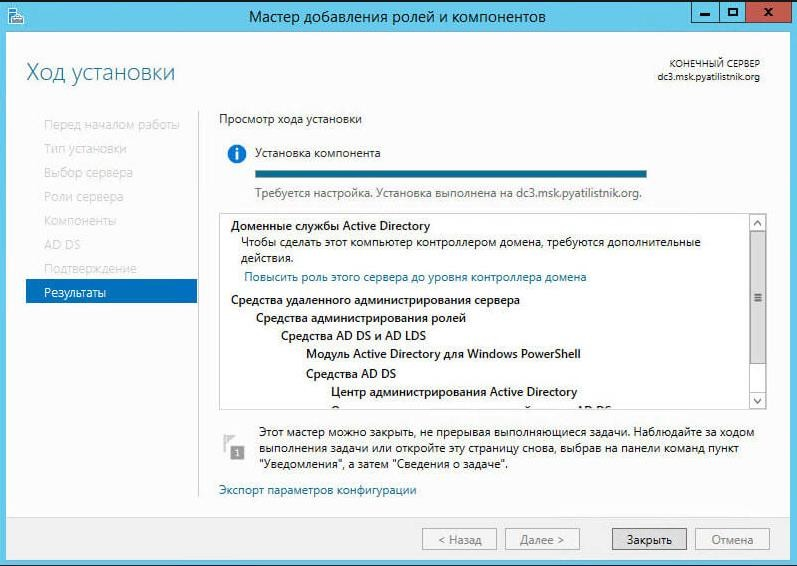 Мастер добавления ролей и компонентов
Ход установки
КОНЕЧНЫЙ СЕРВЕР
dc3.msk.pyatilistnik.org
Перед началом работы
Тип установки
Выбор сервера
Роли сервера
Компоненты
AD DS
Подтверждение
Результаты
Просмотр хода установки
Установка компонента
Требуется настройка. Установка выполнена на dc3.msk.pyatilistnik.org.
Доменные службы Active Directory
Чтобы сделать этот компьютер контроллером домена, требуются дополнительные
действия.
Повысить роль этого сервера до уровня контроллера домена
Средства удаленного администрирования сервера
Средства администрирования ролей
Средства AD DS и AD LDS
Модуль Active Directory для Windows PowerShell
Средства AD DS
Центр администрирования Active Directory
AD DS
1
Этот мастер можно закрыть, не прерывая выполняющиеся задачи. Наблюдайте за ходом
выполнения задачи или откройте эту страницу снова, выбрав на панели команд пункт
"Уведомления", а затем "Сведения о задаче".
Экспорт параметров конфигурации
< Назад
Далее >
Закрыть
Отмена